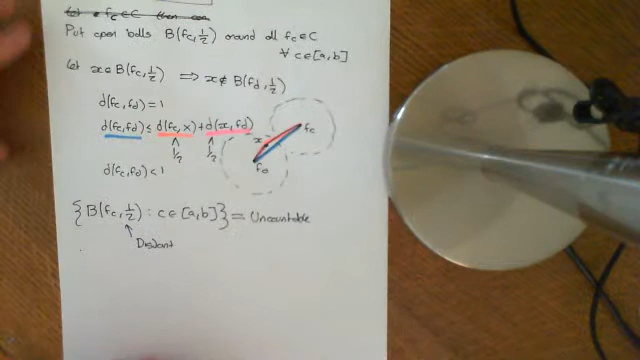 Put open balls B(f_c, 1/2) around all f_c ∈ C
∀ c ∈ [a,b]
let x ∈ B(f_c, 1/2) ⟹ x ∉ B(f_d, 1/2)
d(f_c, f_d) = 1
d(f_c, f_d) ≤ d(f_c, x) + d(x, f_d)
1/2 1/2
x f_c
f_d
d(f_c, f_d) < 1
{B(f_c, 1/2) : c ∈ [a,b]} = Uncountable
Disjoint